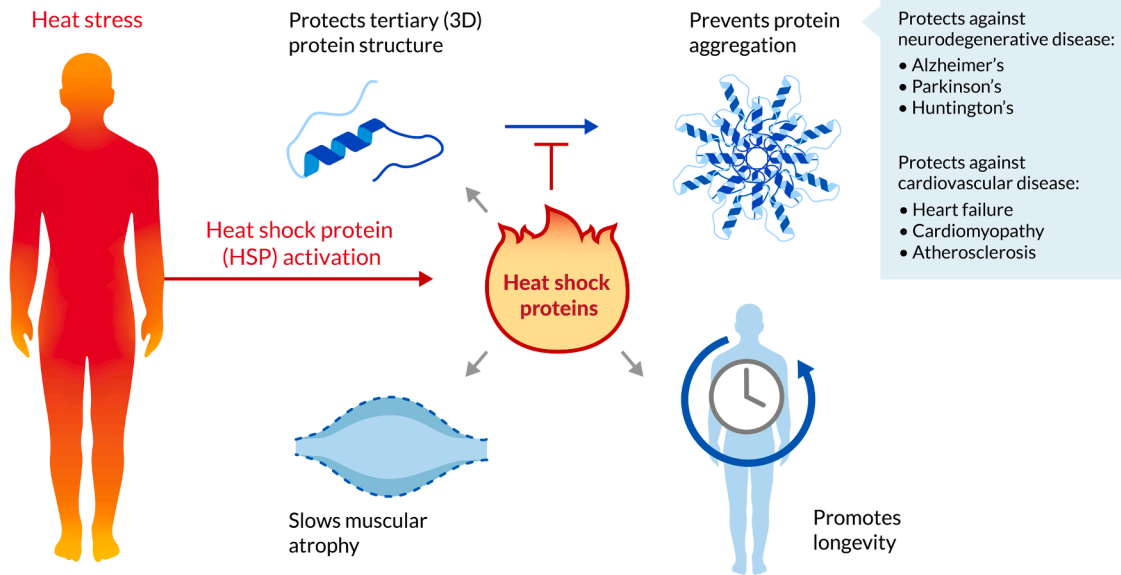 Heat stress
Protects tertiary (3D)
protein structure
Prevents protein
aggregation
Protects against
neurodegenerative disease:
• Alzheimer's
• Parkinson's
• Huntington's
Protects against
cardiovascular disease:
• Heart failure
• Cardiomyopathy
• Atherosclerosis
Heat shock protein
(HSP) activation
Heat shock
proteins
Slows muscular
atrophy
Promotes
longevity